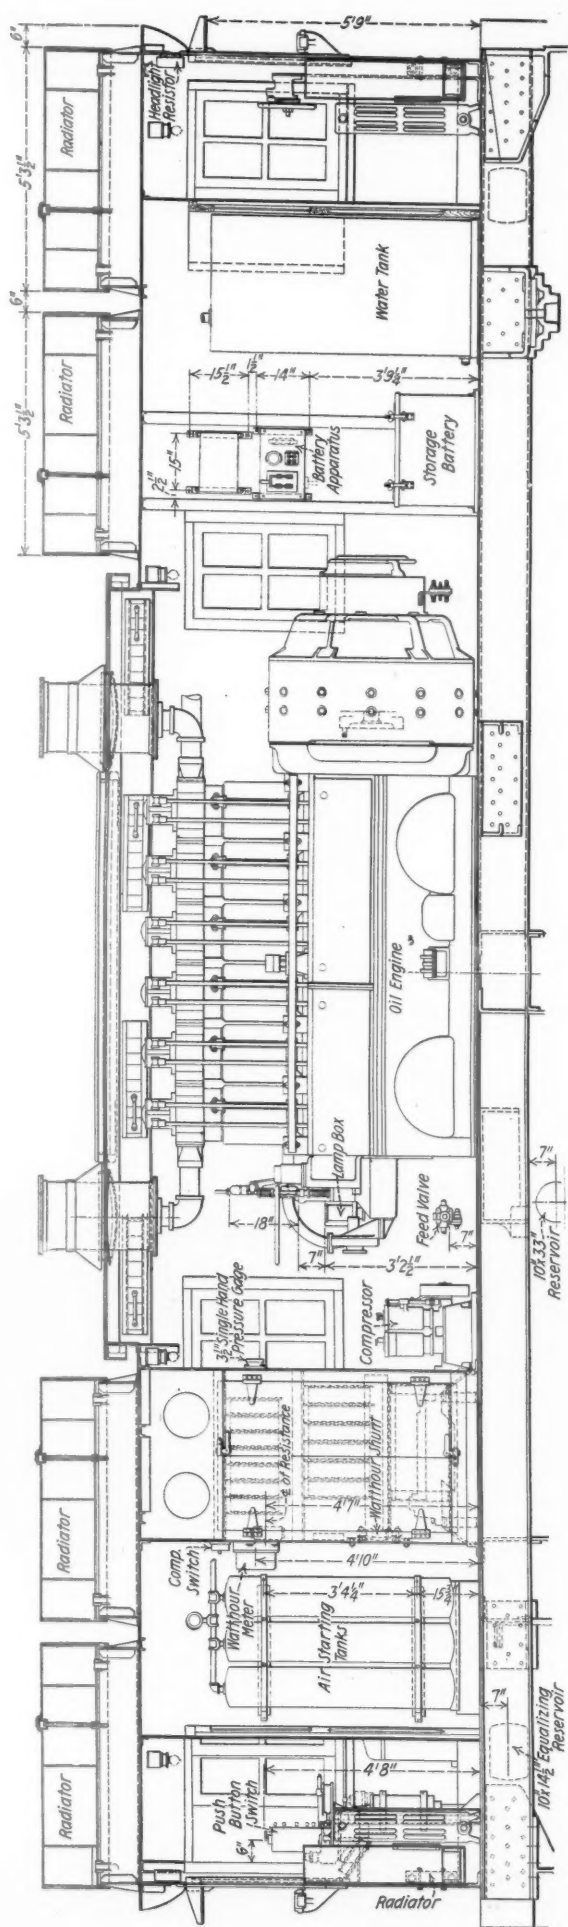 6"
5'3½"
6"
5'3½"
5'9"
Radiator
Headlight
Resistor
Radiator
Water Tank
15½"
1½"
14"
3'9¼"
15"
2½"
Battery
Apparatus
Storage
Battery
Oil Engine
Lamp Box
18"
7"
3'2½"
Feed Valve
7"
7"
10"x33"
Reservoir
3½" Single Hand
Pressure Gage
Compressor
Radiator
℄ of Resistance
Watthour Shunt
4'7"
Comp.
Switch
4'10"
Watthour
Meter
3'4¼"
15¾"
Air Starting
Tanks
7"
10"x14½" Equalizing
Reservoir
Radiator
4'8"
Push
Button
Switch
6"
Radiator